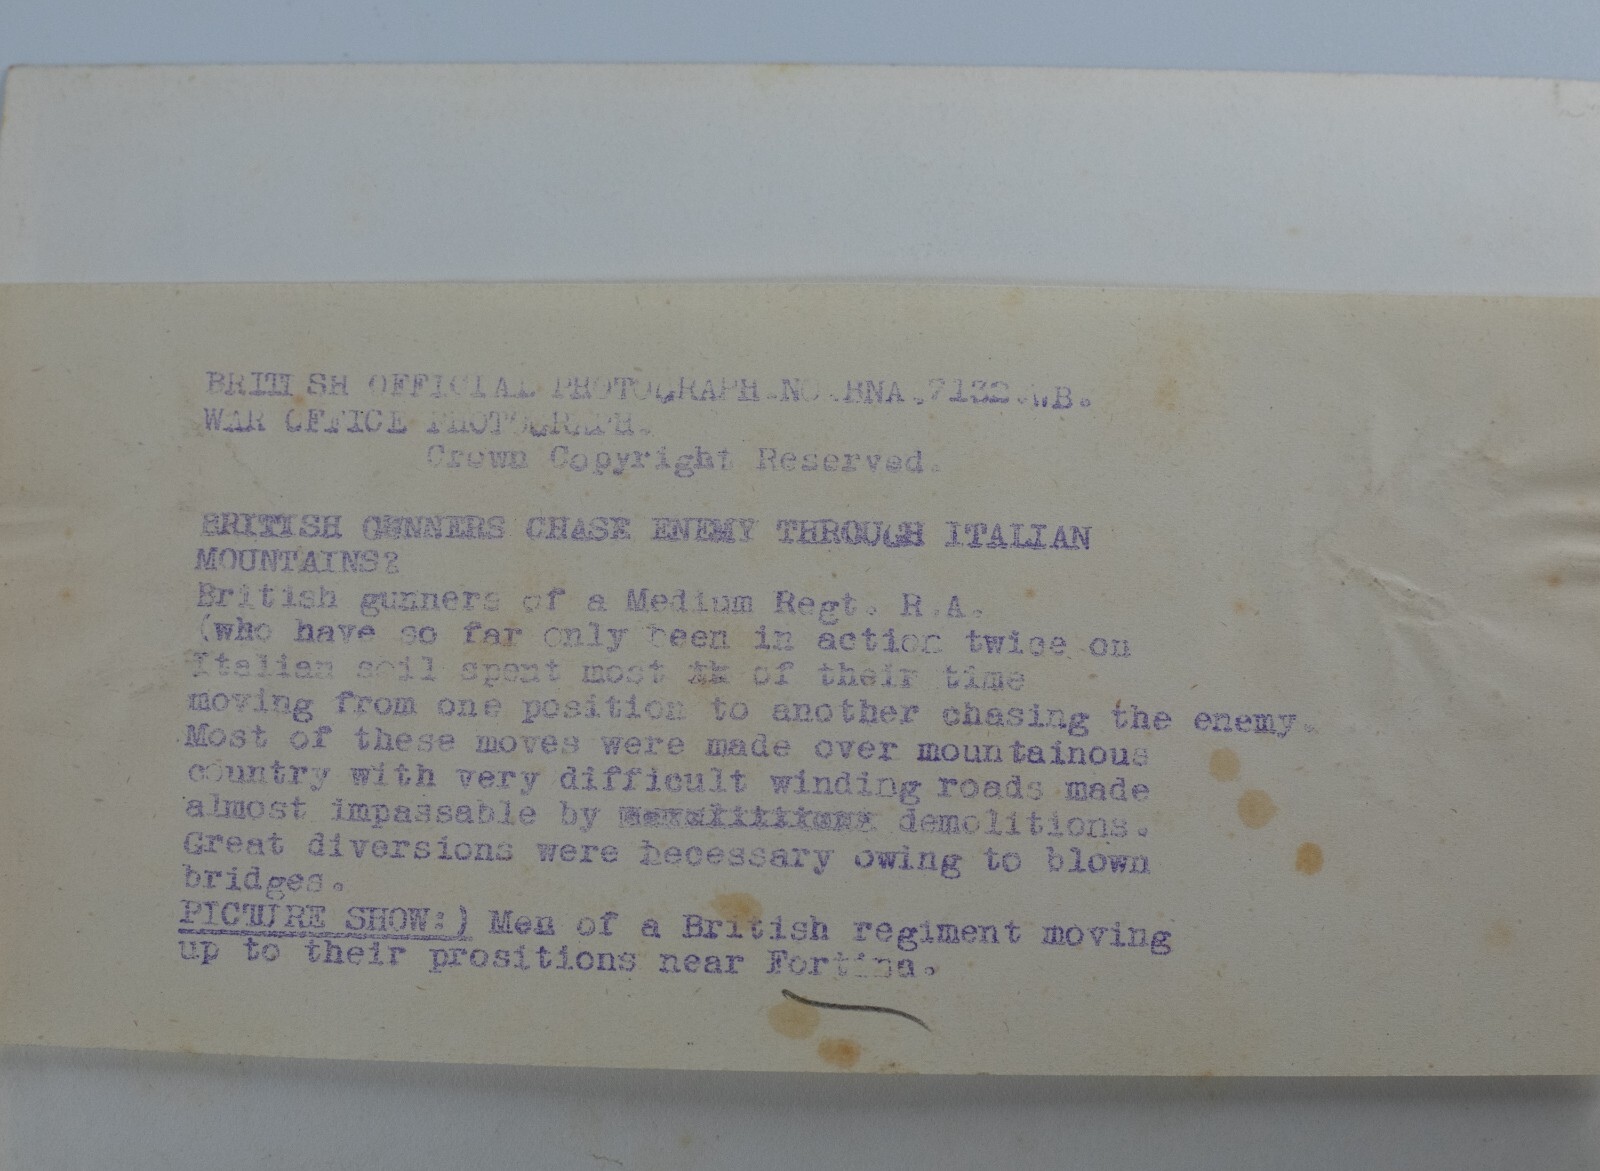 BRITISH OFFICIAL PHOTOGRAPH.NO.BNA.7132.WB.
WAR OFFICE PHOTOGRAPH.
Crown Copyright Reserved.
BRITISH GUNNERS CHASE ENEMY THROUGH ITALIAN
MOUNTAINS?
British gunners of a Medium Regt. R.A.
(who have so far only been in action twice on
Italian soil spent most of their time
moving from one position to another chasing the enemy.
Most of these moves were made over mountainous
country with very difficult winding roads made
almost impassable by demolitions.
Great diversions were necessary owing to blown
bridges.
PICTURE SHOW:) Men of a British regiment moving
up to their prositions near